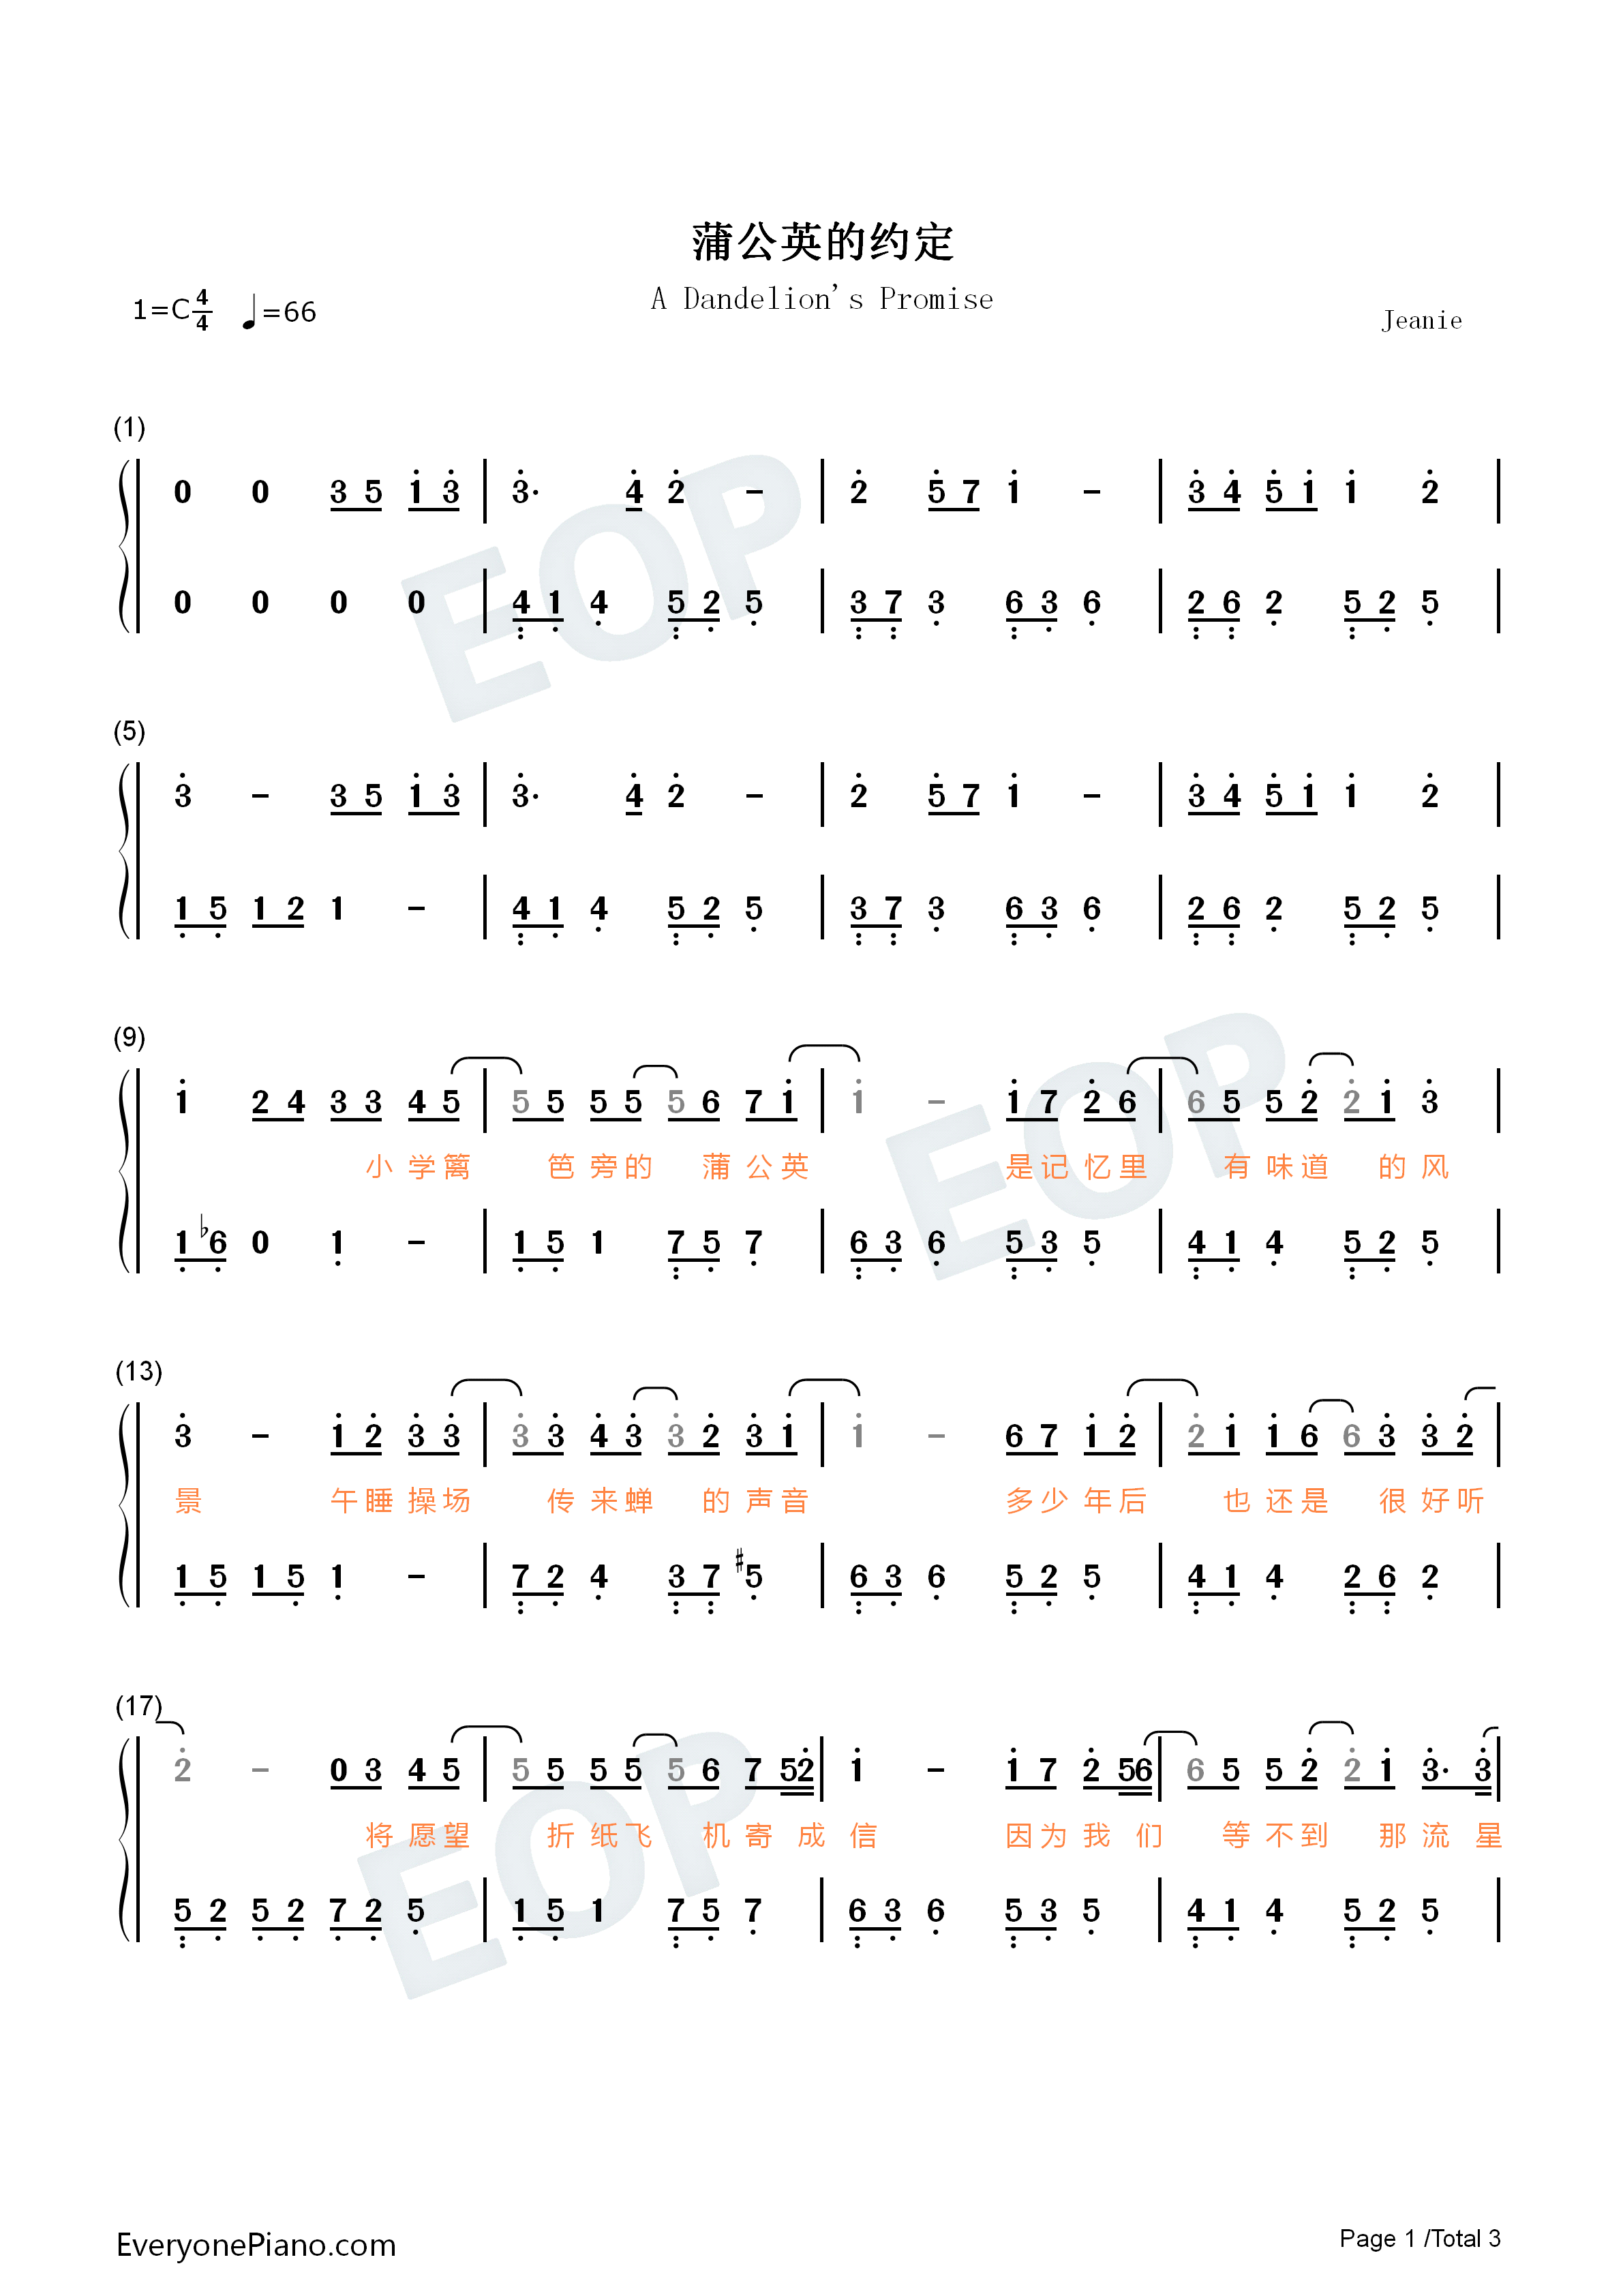 蒲公英的约定
A Dandelion's Promise
1=C 4/4 ♩=66
Jeanie
(1)
0 0 3 5 1̇ 3̇ | 3̇· 4̇ 2̇ - | 2̇ 5̇ 7 1̇ - | 3̇ 4̇ 5̇ 1̇ 1̇ 2̇ |
0 0 0 0 | 4 1 4 5 2 5 | 3 7 3 6 3 6 | 2 6 2 5 2 5 |
(5)
3̇ - 3 5 1̇ 3̇ | 3̇· 4̇ 2̇ - | 2̇ 5̇ 7 1̇ - | 3̇ 4̇ 5̇ 1̇ 1̇ 2̇ |
1 5 1 2 1 - | 4 1 4 5 2 5 | 3 7 3 6 3 6 | 2 6 2 5 2 5 |
(9)
1̇ 2 4 3 3 4 5 | 5 5 5 5 5 6 7 1̇ | 1̇ - 1̇ 7 2̇ 6 | 6 5 5 2̇ 2̇ 1̇ 3̇ |
小 学 篱 笆 旁 的 蒲 公 英 是 记 忆 里 有 味 道 的 风
1 ♭6 0 1 - | 1 5 1 7 5 7 | 6 3 6 5 3 5 | 4 1 4 5 2 5 |
(13)
3̇ - 1̇ 2̇ 3̇ 3̇ | 3̇ 3̇ 4̇ 3̇ 3̇ 2̇ 3̇ 1̇ | 1̇ - 6 7 1̇ 2̇ | 2̇ 1̇ 1̇ 6 6 3̇ 3̇ 2̇ |
景 午 睡 操 场 传 来 蝉 的 声 音 多 少 年 后 也 还 是 很 好 听
1 5 1 5 1 - | 7 2 4 3 7 ♯5 | 6 3 6 5 2 5 | 4 1 4 2 6 2 |
(17)
2̇ - 0 3 4 5 | 5 5 5 5 5 6 7 5 2̇ | 1̇ - 1̇ 7 2̇ 5 6 | 6 5 5 2̇ 2̇ 1̇ 3̇· 3̇ |
将 愿 望 折 纸 飞 机 寄 成 信 因 为 我 们 等 不 到 那 流 星
5 2 5 2 7 2 5 | 1 5 1 7 5 7 | 6 3 6 5 3 5 | 4 1 4 5 2 5 |
EOP
EOP
EOP
EveryonePiano.com
Page 1 /Total 3